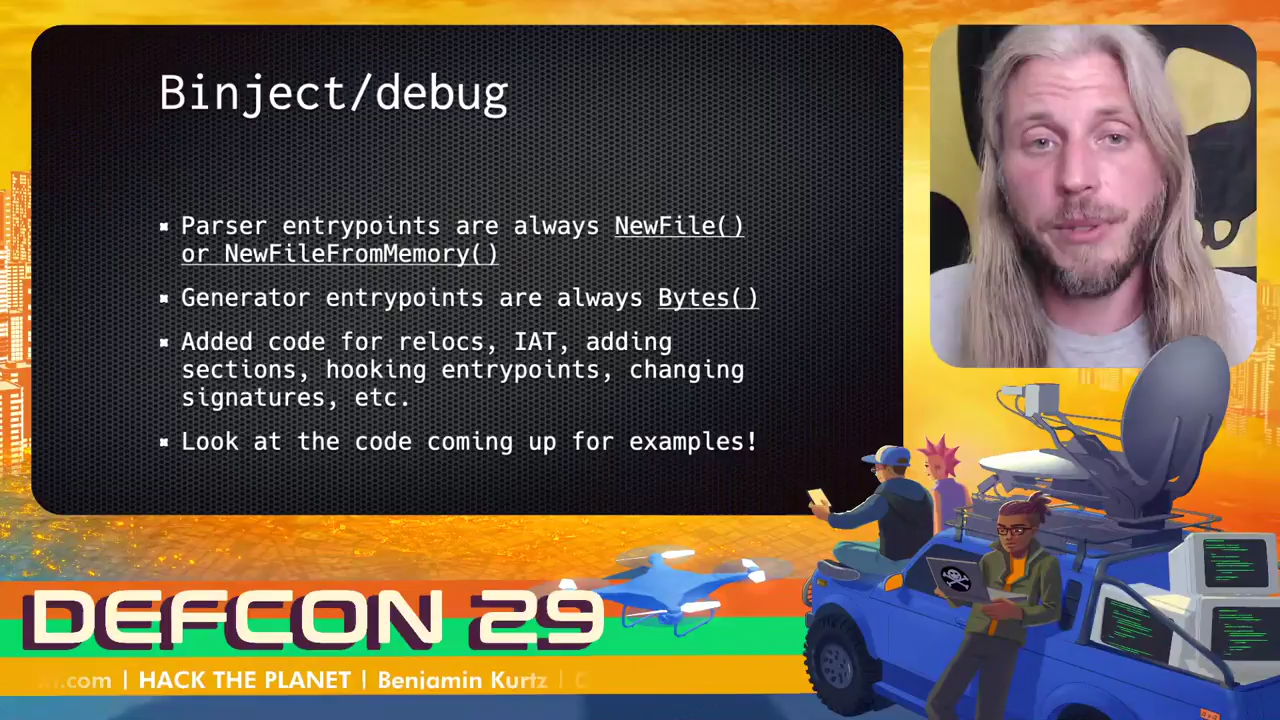 Binject/debug
Parser entrypoints are always NewFile()
or NewFileFromMemory()
Generator entrypoints are always Bytes()
Added code for relocs, IAT, adding
sections, hooking entrypoints, changing
signatures, etc.
Look at the code coming up for examples!
DEFCON 29
.com | HACK THE PLANET | Benjamin Kurtz |